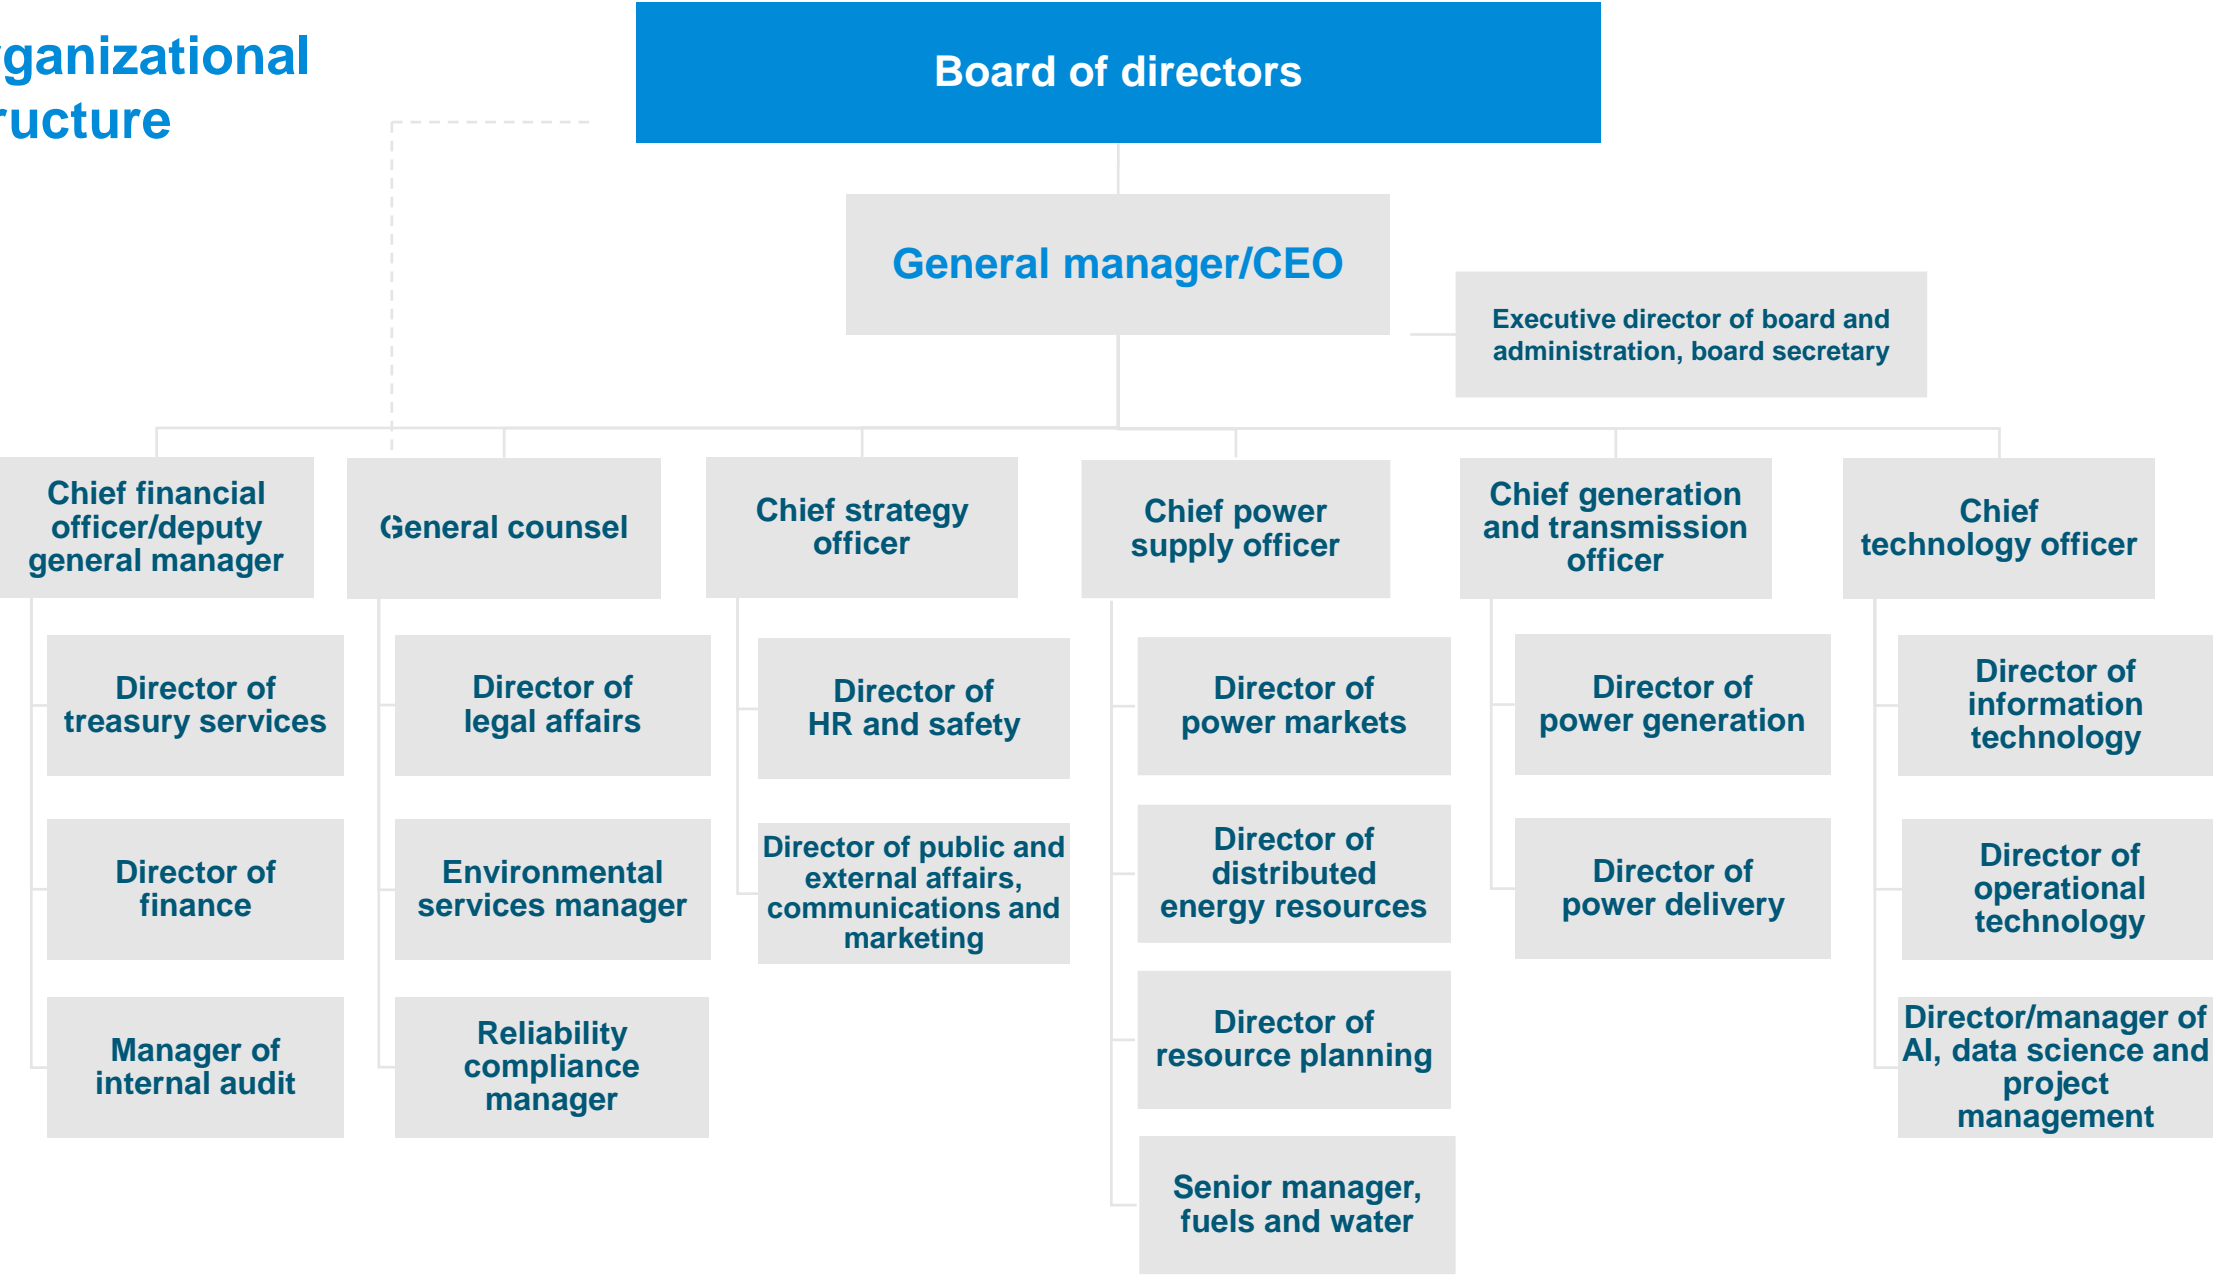 rganizational
ructure
Board of directors
General manager/CEO
Executive director of board and
administration, board secretary
Chief financial
officer/deputy
general manager
General counsel
Chief strategy
officer
Chief power
supply officer
Chief generation
and transmission
officer
Chief
technology officer
Director of
treasury services
Director of
legal affairs
Director of
HR and safety
Director of
power markets
Director of
power generation
Director of
information
technology
Director of
finance
Environmental
services manager
Director of public and
external affairs,
communications and
marketing
Director of
distributed
energy resources
Director of
power delivery
Director of
operational
technology
Manager of
internal audit
Reliability
compliance
manager
Director of
resource planning
Director/manager of
AI, data science and
project
management
Senior manager,
fuels and water